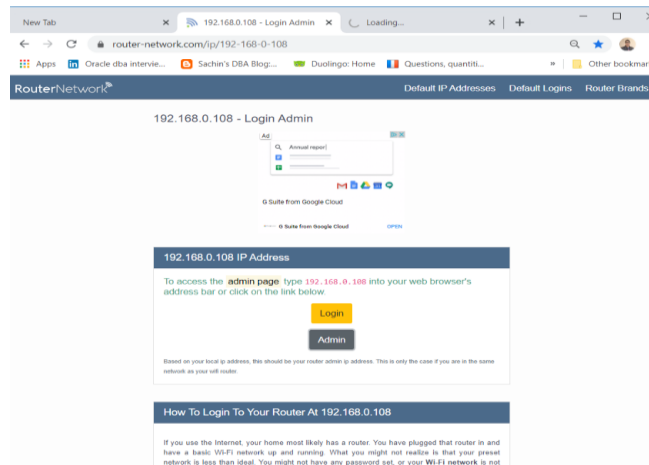 New Tab
192.168.0.108 - Login Admin
Loading...
router-network.com/ip/192-168-0-108
Apps
Oracle dba intervie...
Sachin's DBA Blog:...
Duolingo: Home
Questions, quantiti...
»
Other bookmar
RouterNetwork
Default IP Addresses
Default Logins
Router Brands
192.168.0.108 - Login Admin
Ad
Annual repor
G Suite from Google Cloud
G Suite from Google Cloud
OPEN
192.168.0.108 IP Address
To access the admin page type 192.168.0.108 into your web browser's
address bar or click on the link below.
Login
Admin
Based on your local ip address, this should be your router admin ip address. This is only the case if you are in the same
network as your wifi router.
How To Login To Your Router At 192.168.0.108
If you use the Internet, your home most likely has a router. You have plugged that router in and
have a basic Wi-Fi network up and running. What you might not realize is that your preset
network is less than ideal. You might not have any password set, or your Wi-Fi network is not